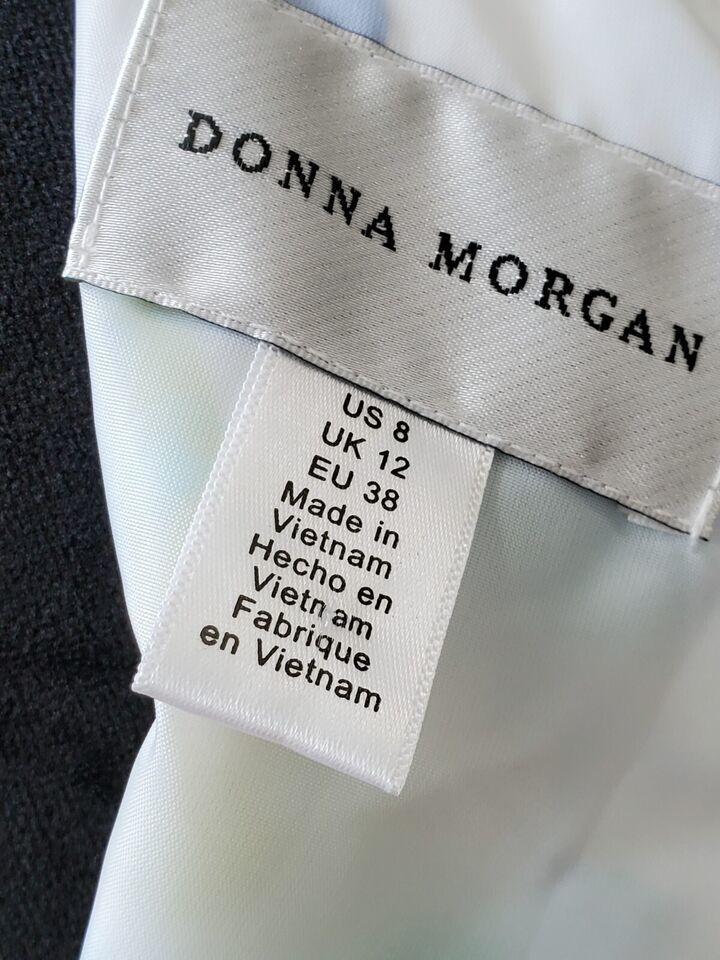 DONNA MORGAN
US 8
UK 12
EU 38
Made in
Vietnam
Hecho en
Vietnam
Fabrique
en Vietnam